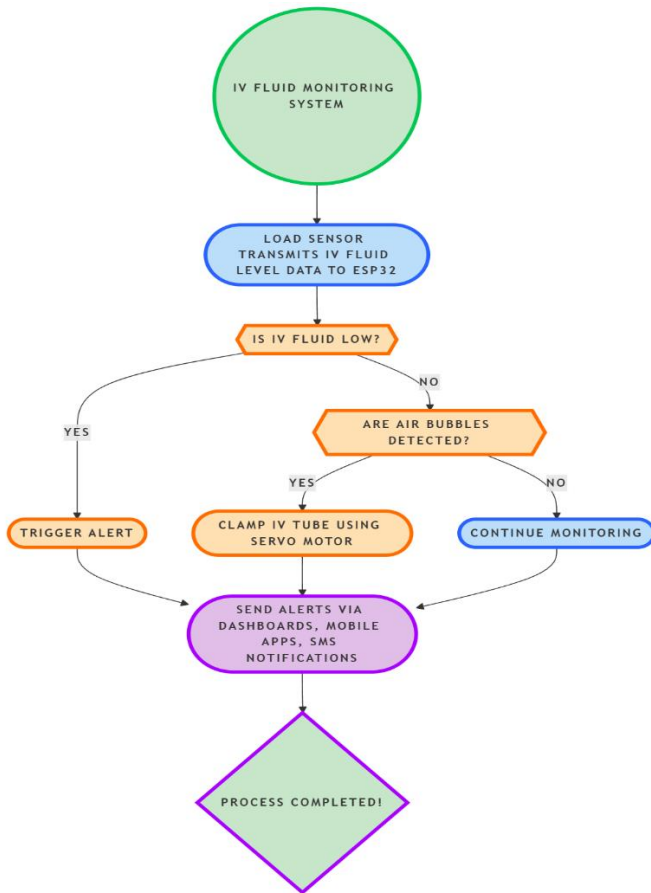 IV FLUID MONITORING
SYSTEM
LOAD SENSOR
TRANSMITS IV FLUID
LEVEL DATA TO ESP32
IS IV FLUID LOW?
NO
YES
ARE AIR BUBBLES
DETECTED?
YES
NO
TRIGGER ALERT
CLAMP IV TUBE USING
SERVO MOTOR
CONTINUE MONITORING
SEND ALERTS VIA
DASHBOARDS, MOBILE
APPS, SMS
NOTIFICATIONS
PROCESS COMPLETED!